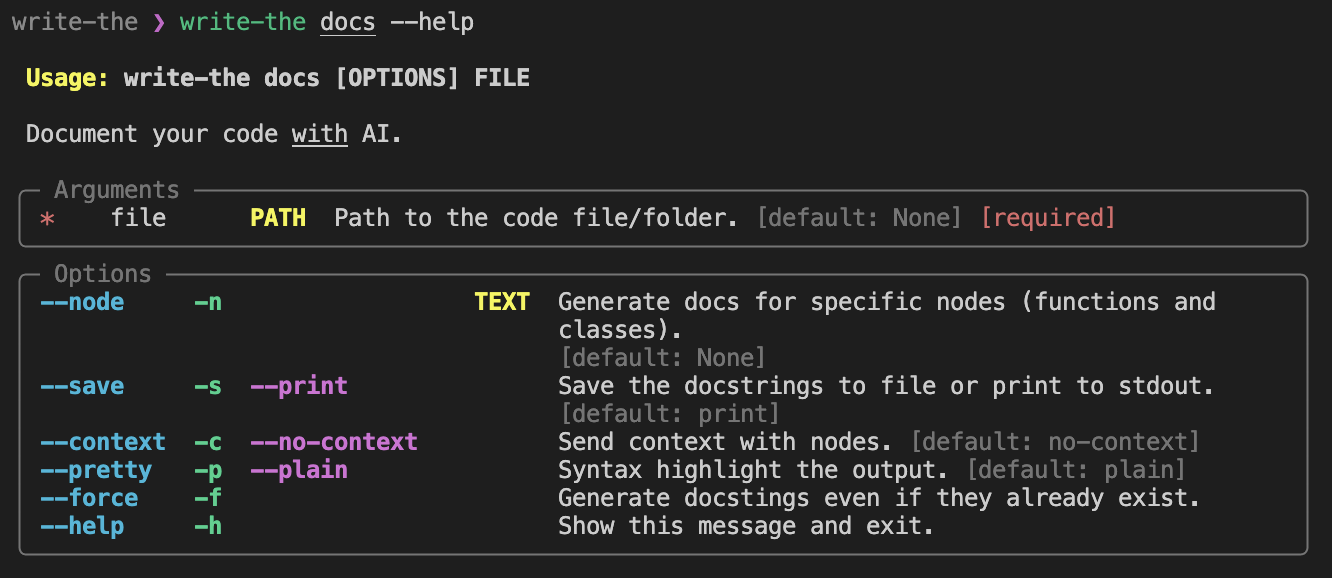 write-the ❯ write-the docs --help
Usage: write-the docs [OPTIONS] FILE
Document your code with AI.
Arguments
* file PATH Path to the code file/folder. [default: None] [required]
Options
--node -n TEXT Generate docs for specific nodes (functions and
classes).
[default: None]
--save -s --print Save the docstrings to file or print to stdout.
[default: print]
--context -c --no-context Send context with nodes. [default: no-context]
--pretty -p --plain Syntax highlight the output. [default: plain]
--force -f Generate docstings even if they already exist.
--help -h Show this message and exit.